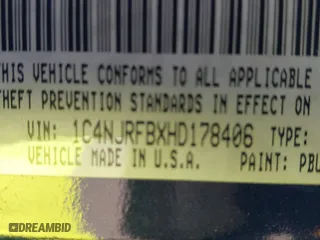 THIS VEHICLE CONFORMS TO ALL APPLICABLE
THEFT PREVENTION STANDARDS IN EFFECT ON
VIN: 1C4NJRFBXHD178406 TYPE:
VEHICLE MADE IN U.S.A. PAINT: PBL
DREAMBID